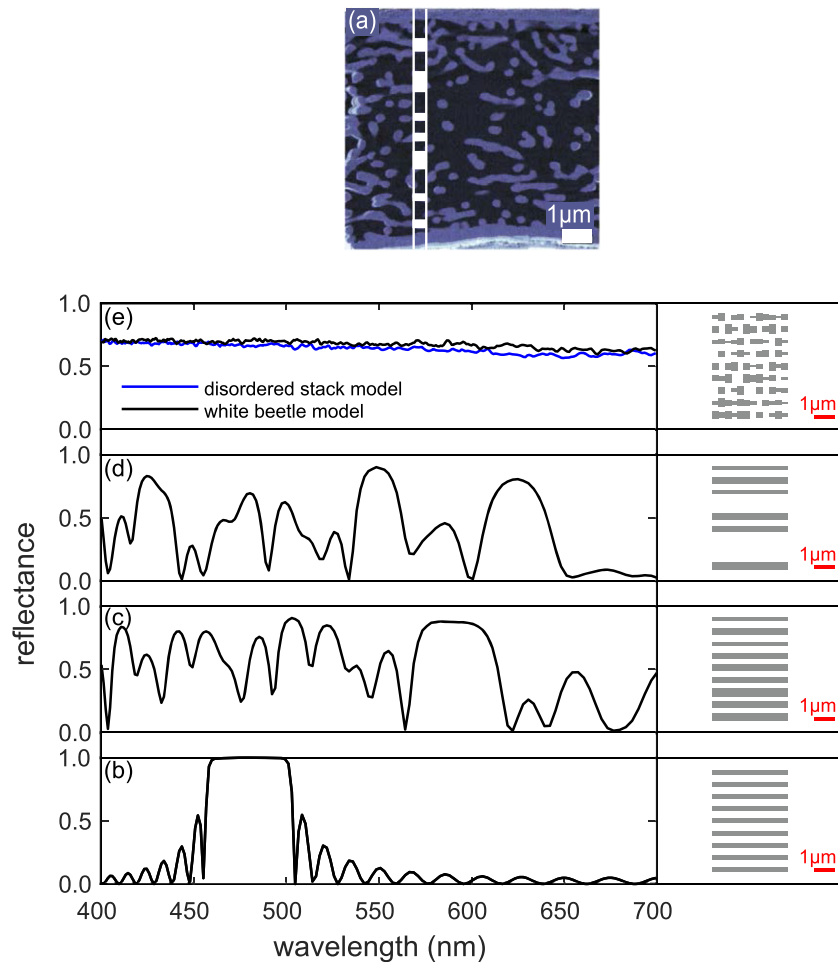 (a)
1μm
1.0
(e)
0.5
disordered stack model
white beetle model
0.0
1μm
1.0
(d)
0.5
0.0
1μm
reflectance
1.0
(c)
0.5
0.0
1μm
1.0
(b)
0.5
0.0
1μm
400 450 500 550 600 650 700
wavelength (nm)